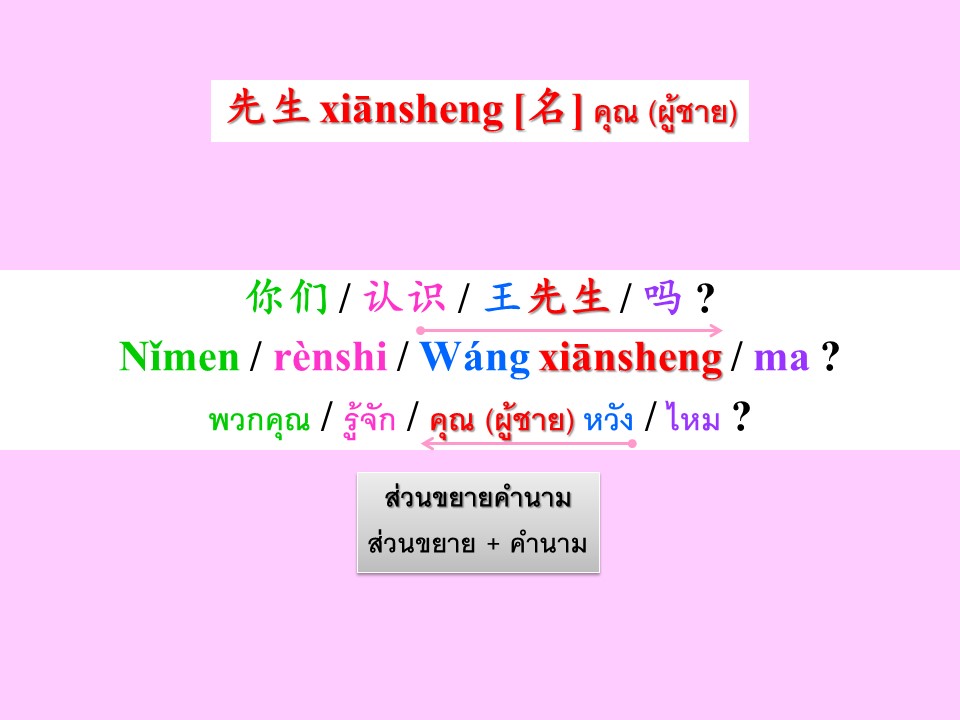 先生 xiānsheng [名] คุณ (ผู้ชาย)
你们 / 认识 / 王先生 / 吗 ?
Nǐmen / rènshi / Wáng xiānsheng / ma ?
พวกคุณ / รู้จัก / คุณ (ผู้ชาย) หวัง / ไหม ?
ส่วนขยายคำนาม
ส่วนขยาย + คำนาม